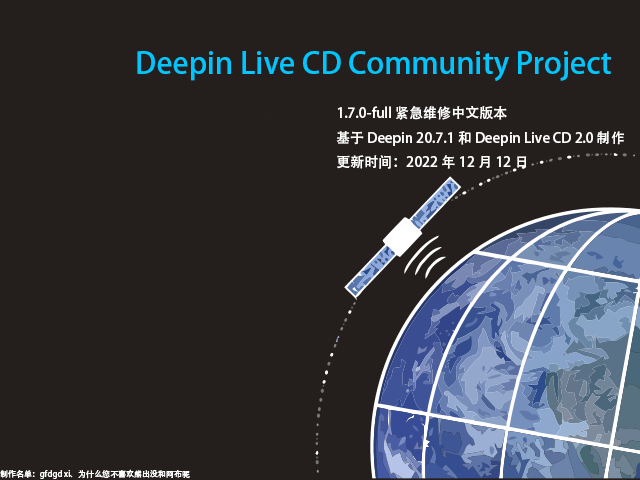 Deepin Live CD Community Project
1.7.0-full 紧急维修中文版本
基于 Deepin 20.7.1 和 Deepin Live CD 2.0 制作
更新时间：2022 年 12 月 12 日
制作名单：gfdgd xi、为什么您不喜欢熊出没和阿布呢